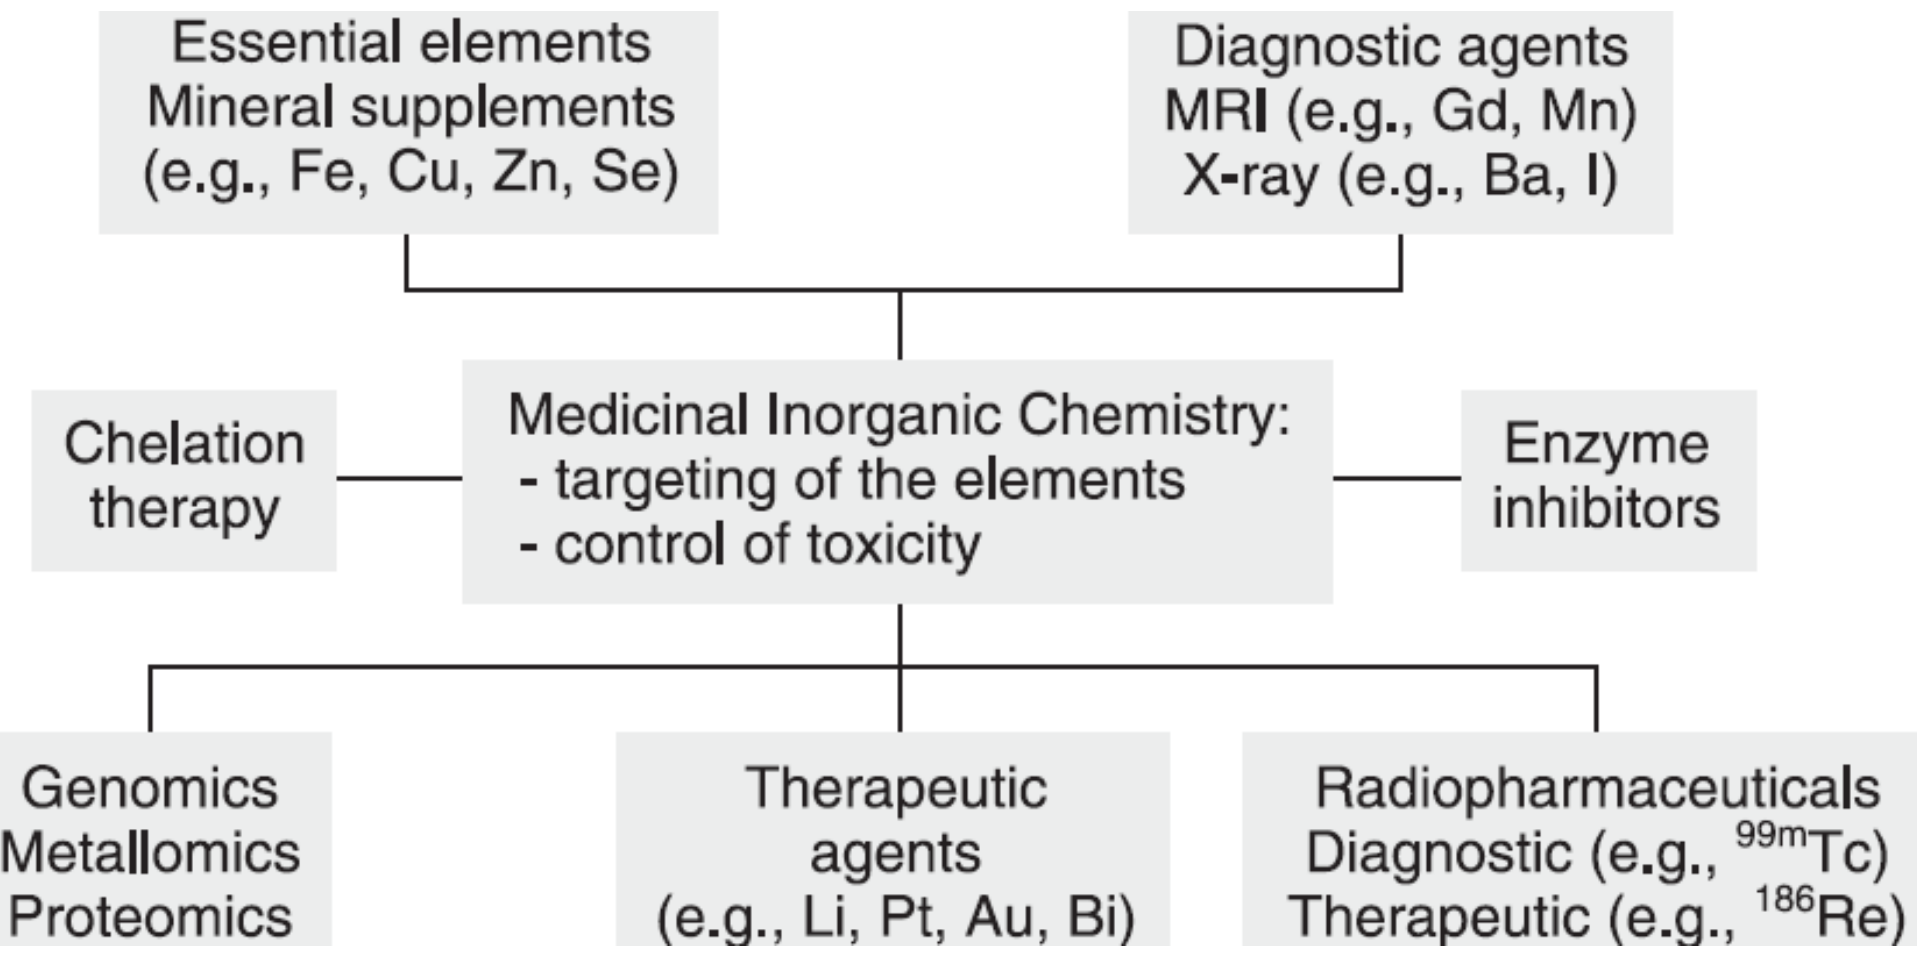 Essential elements
Mineral supplements
(e.g., Fe, Cu, Zn, Se)
Diagnostic agents
MRI (e.g., Gd, Mn)
X-ray (e.g., Ba, I)
Chelation
therapy
Medicinal Inorganic Chemistry:
- targeting of the elements
- control of toxicity
Enzyme
inhibitors
Genomics
Metallomics
Proteomics
Therapeutic
agents
(e.g., Li, Pt, Au, Bi)
Radiopharmaceuticals
Diagnostic (e.g., ⁹⁹ᵐTc)
Therapeutic (e.g., ¹⁸⁶Re)